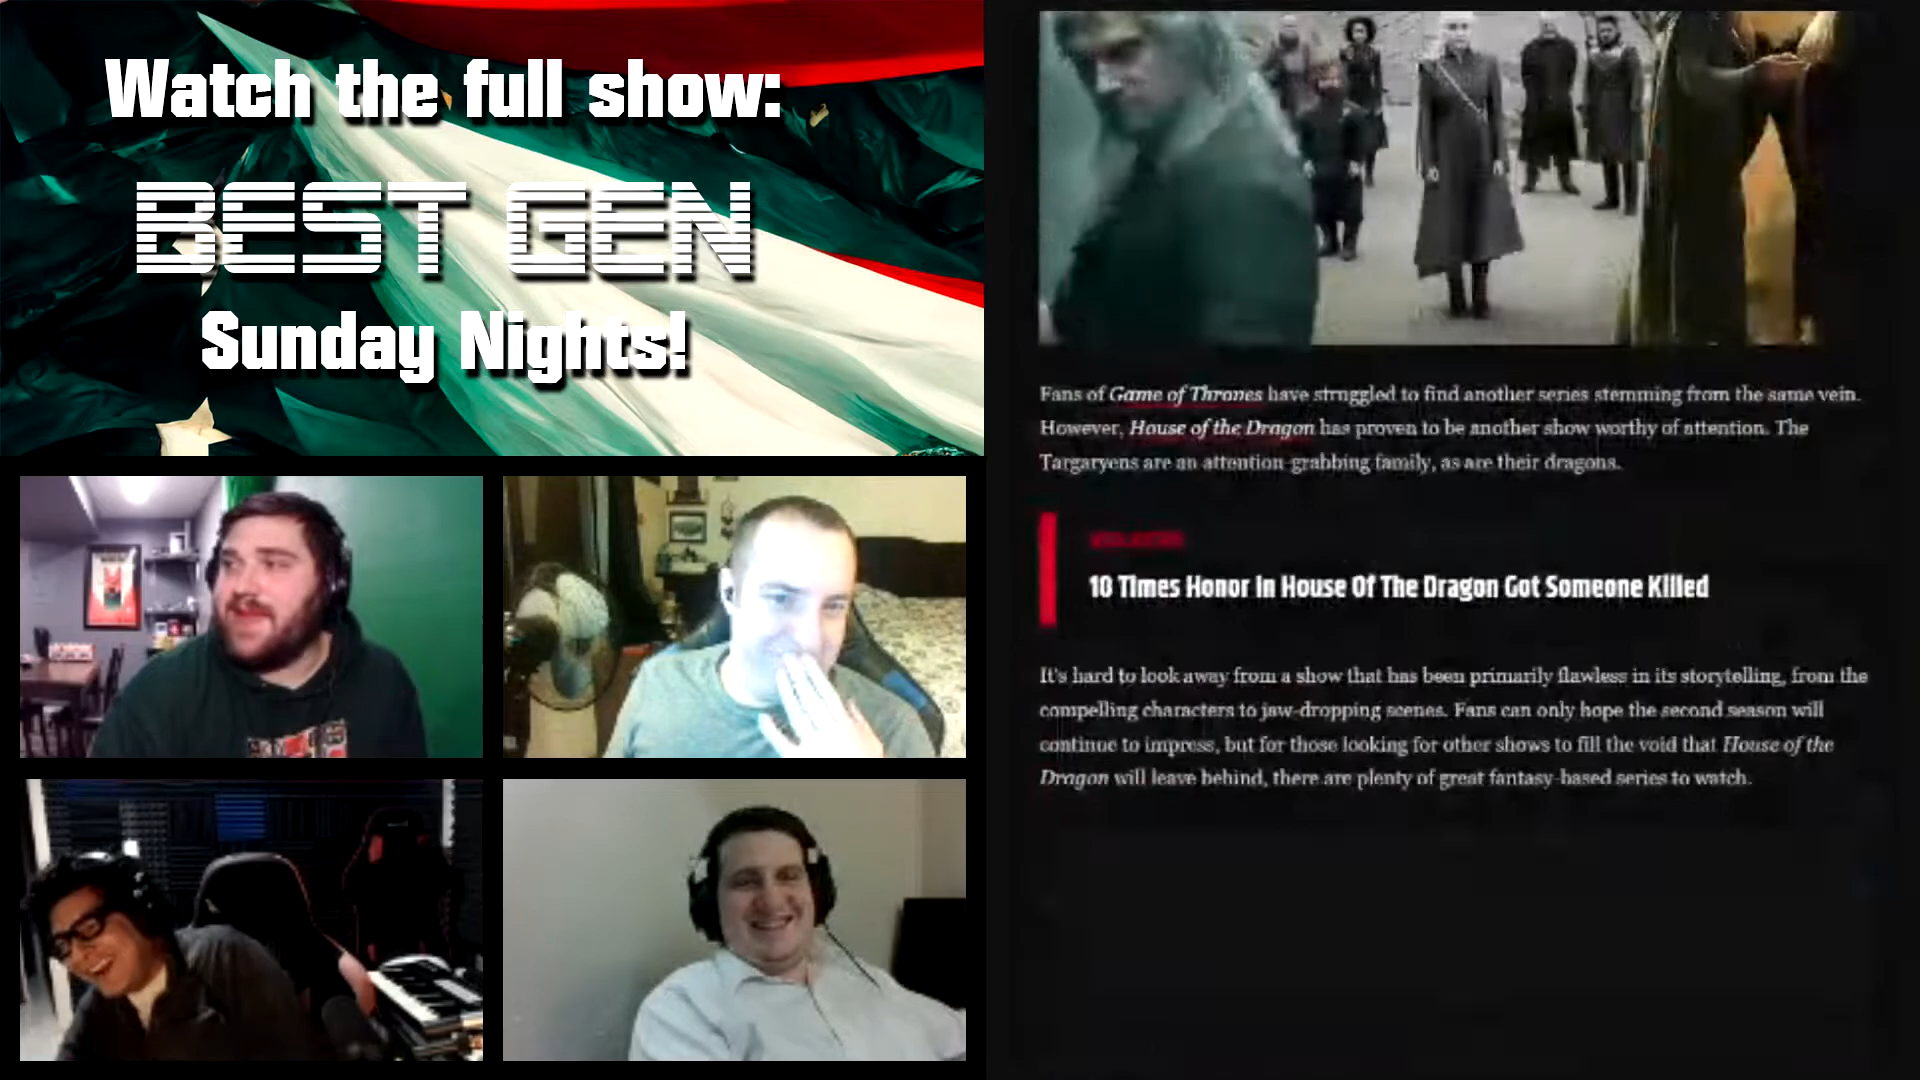 Watch the full show:
BEST GEN
Sunday Nights!
Fans of Game of Thrones have struggled to find another series stemming from the same vein.
However, House of the Dragon has proven to be another show worthy of attention. The
Targaryens are an attention-grabbing family, as are their dragons.
10 Times Honor In House Of The Dragon Got Someone Killed
It's hard to look away from a show that has been primarily flawless in its storytelling, from the
compelling characters to jaw-dropping scenes. Fans can only hope the second season will
continue to impress, but for those looking for other shows to fill the void that House of the
Dragon will leave behind, there are plenty of great fantasy-based series to watch.